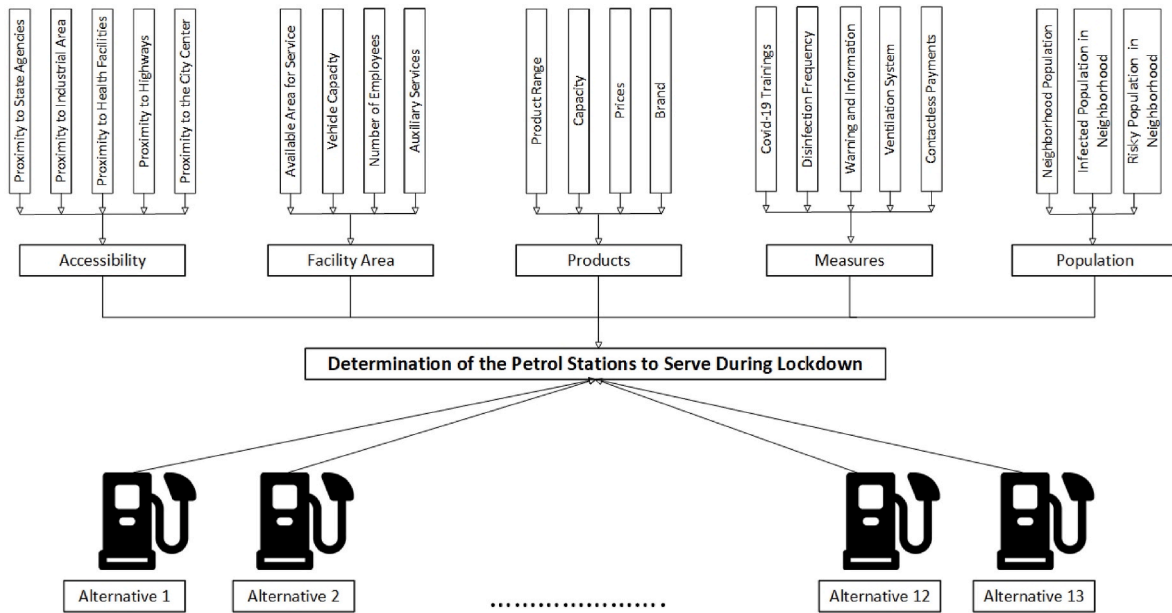 Proximity to State Agencies
Proximity to Industrial Area
Proximity to Health Facilities
Proximity to Highways
Proximity to the City Center
Available Area for Service
Vehicle Capacity
Number of Employees
Auxiliary Services
Product Range
Capacity
Prices
Brand
Covid-19 Trainings
Disinfection Frequency
Warning and Information
Ventilation System
Contactless Payments
Neighborhood Population
Infected Population in
Neighborhood
Risky Population in
Neighborhood
Accessibility
Facility Area
Products
Measures
Population
Determination of the Petrol Stations to Serve During Lockdown
Alternative 1
Alternative 2
......................
Alternative 12
Alternative 13